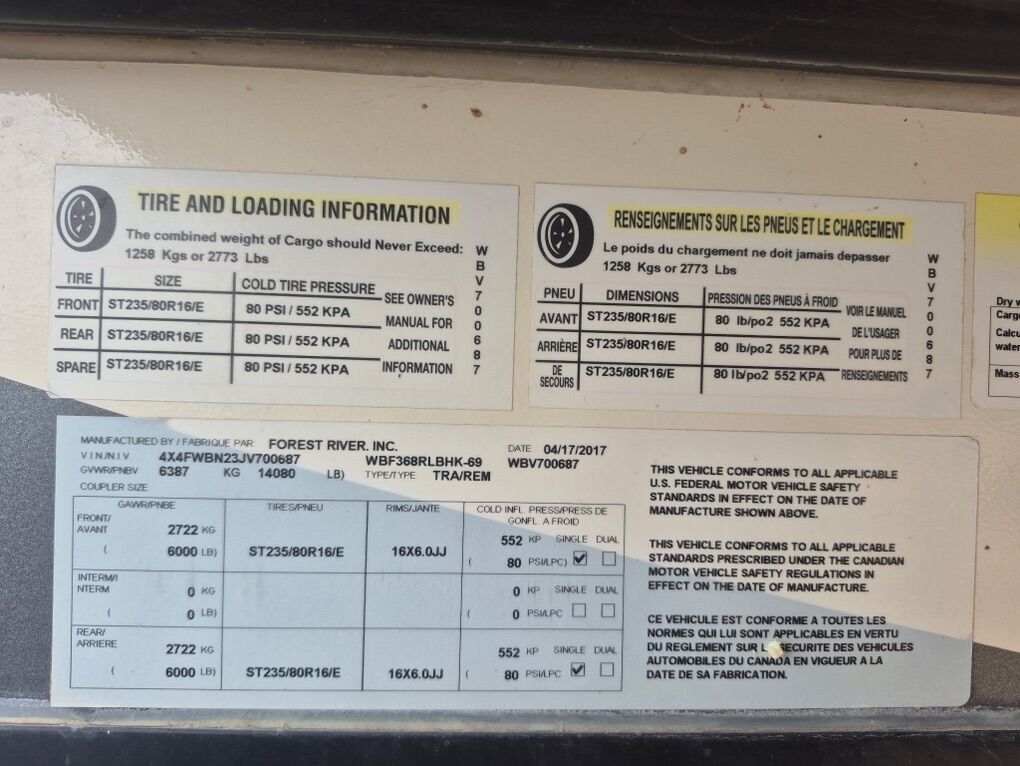 TIRE AND LOADING INFORMATION
The combined weight of Cargo should Never Exceed:
1258 Kgs or 2773 Lbs
TIRE SIZE COLD TIRE PRESSURE
FRONT ST235/80R16/E 80 PSI / 552 KPA
REAR ST235/80R16/E 80 PSI / 552 KPA
SPARE ST235/80R16/E 80 PSI / 552 KPA
SEE OWNER'S
MANUAL FOR
ADDITIONAL
INFORMATION
WBV700687
RENSEIGNEMENTS SUR LES PNEUS ET LE CHARGEMENT
Le poids du chargement ne doit jamais depasser
1258 Kgs or 2773 Lbs
PNEU DIMENSIONS PRESSION DES PNEUS À FROID
AVANT ST235/80R16/E 80 lb/po2 552 KPA
ARRIÈRE ST235/80R16/E 80 lb/po2 552 KPA
DE SECOURS ST235/80R16/E 80 lb/po2 552 KPA
VOIR LE MANUEL
DE L'USAGER
POUR PLUS DE
RENSEIGNEMENTS
WBV700687
Dry
Mass
MANUFACTURED BY / FABRIQUE PAR FOREST RIVER, INC. DATE 04/17/2017
V I N / N I V 4X4FWBN23JV700687 WBF368RLBHK-69 WBV700687
GVWR/PNBV 6387 KG 14080 LB) TYPE/TYPE TRA/REM
COUPLER SIZE
GAWR/PNBE TIRES/PNEU RIMS/JANTE COLD INFL. PRESS/PRESS DE
GONFL. A FROID
FRONT/
AVANT 2722 KG 552 KP SINGLE DUAL
( 6000 LB) ST235/80R16/E 16X6.0JJ ( 80 PSI/LPC)
INTERM/I
NTERM 0 KG 0 KP SINGLE DUAL
( 0 LB) ( 0 PSI/LPC
REAR/
ARRIERE 2722 KG 552 KP SINGLE DUAL
( 6000 LB) ST235/80R16/E 16X6.0JJ ( 80 PSI/LPC
THIS VEHICLE CONFORMS TO ALL APPLICABLE
U.S. FEDERAL MOTOR VEHICLE SAFETY
STANDARDS IN EFFECT ON THE DATE OF
MANUFACTURE SHOWN ABOVE.
THIS VEHICLE CONFORMS TO ALL APPLICABLE
STANDARDS PRESCRIBED UNDER THE CANADIAN
MOTOR VEHICLE SAFETY REGULATIONS IN
EFFECT ON THE DATE OF MANUFACTURE.
CE VEHICULE EST CONFORME A TOUTES LES
NORMES QUI LUI SONT APPLICABLES EN VERTU
DU REGLEMENT SUR SECURITE DES VEHICULES
AUTOMOBILES DU CANADA EN VIGUEUR A LA
DATE DE SA FABRICATION.